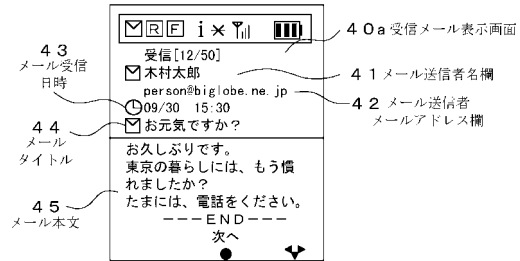 R F i
受信[12/50]
木村太郎
person@biglobe.ne.jp
09/30 15:30
お元気ですか?
お久しぶりです。
東京の暮らしには、もう慣
れましたか?
たまには、電話をください。
---END---
次へ
40a受信メール表示画面
41メール送信者名欄
42 メール送信者
メールアドレス欄
43
メール受信
日時
44
メール
タイトル
45
メール本文